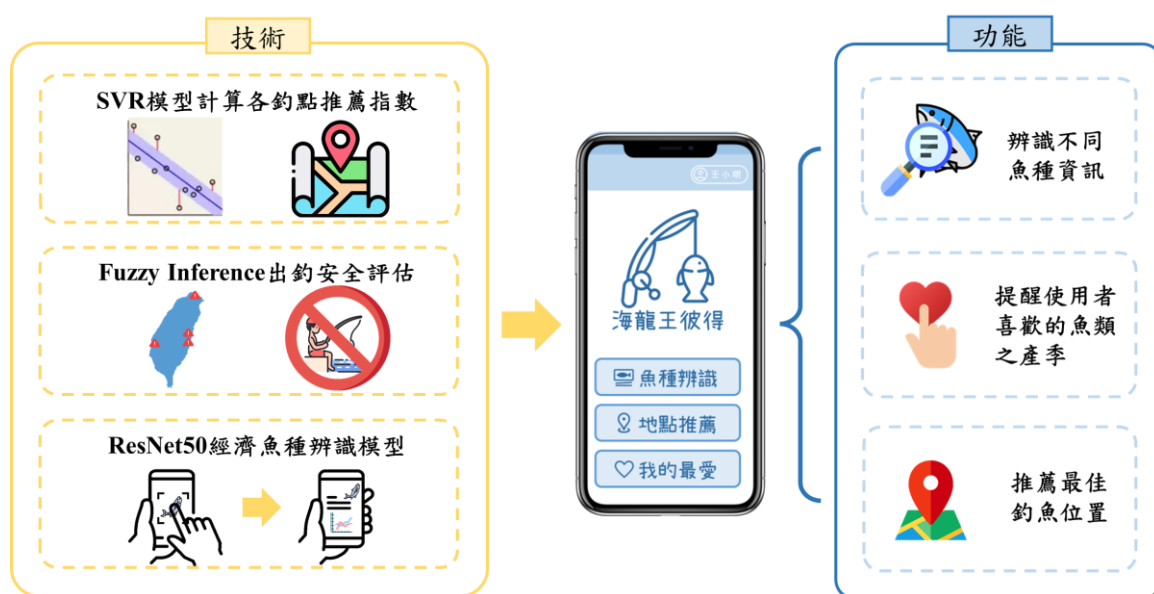 技術
SVR模型計算各釣點推薦指數
Fuzzy Inference出釣安全評估
ResNet50經濟魚種辨識模型
王小明
海龍王彼得
魚種辨識
地點推薦
我的最愛
功能
辨識不同
魚種資訊
提醒使用者
喜歡的魚類
之產季
推薦最佳
釣魚位置